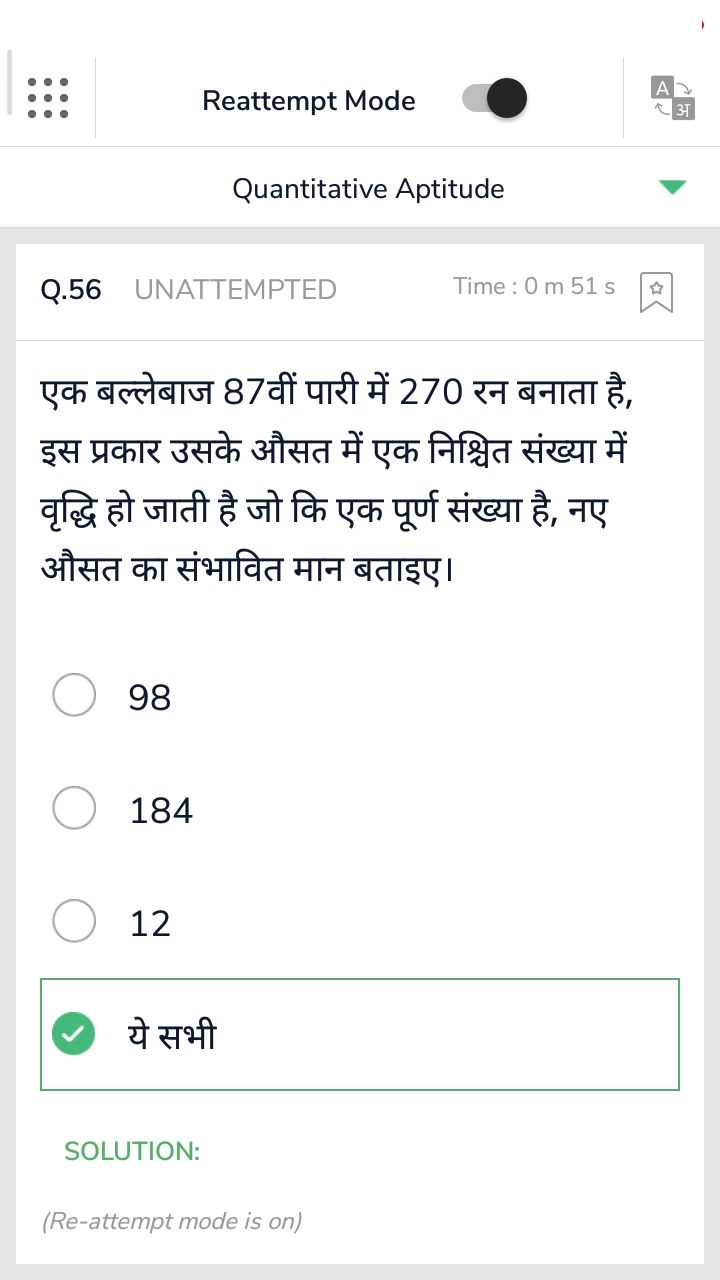 Reattempt Mode
A
अ
Quantitative Aptitude
Q.56 UNATTEMPTED Time : 0 m 51 s
एक बल्लेबाज 87वीं पारी में 270 रन बनाता है,
इस प्रकार उसके औसत में एक निश्चित संख्या में
वृद्धि हो जाती है जो कि एक पूर्ण संख्या है, नए
औसत का संभावित मान बताइए।
98
184
12
ये सभी
SOLUTION:
(Re-attempt mode is on)